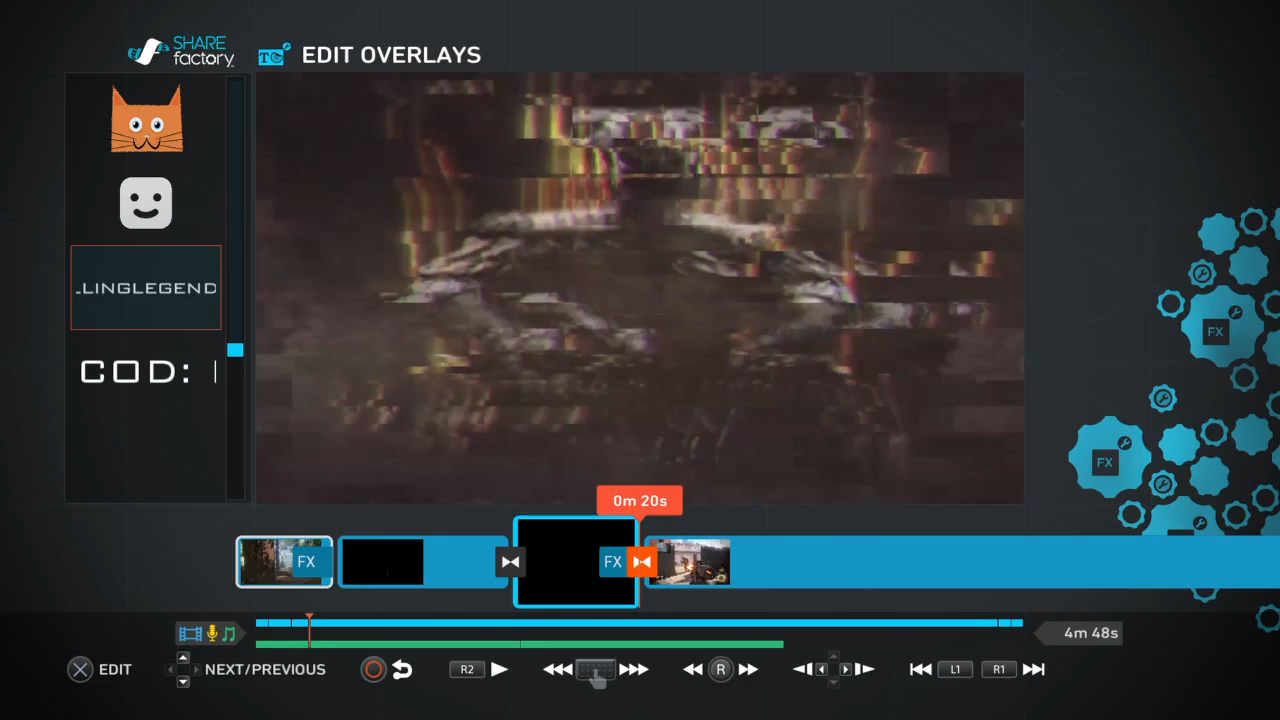 SHARE
factory
T
EDIT OVERLAYS
.LINGLEGEND
COD:
FX
FX
0m 20s
FX
FX
4m 48s
EDIT
NEXT/PREVIOUS
R2
R
L1
R1